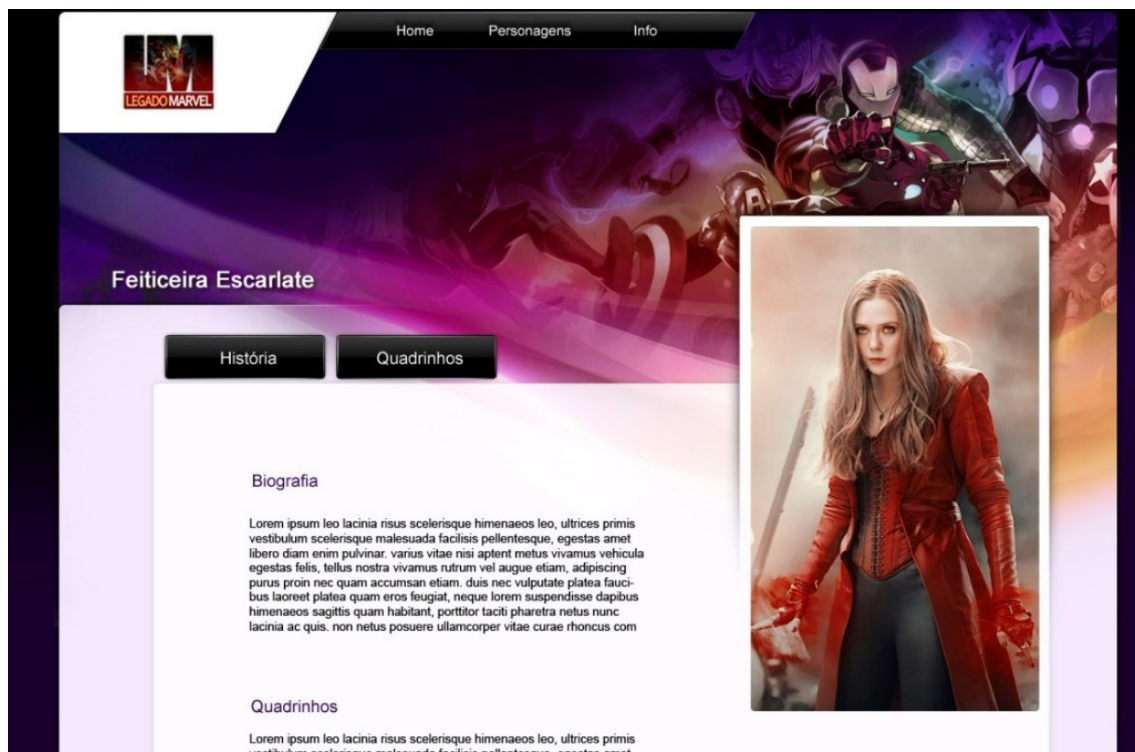 Home
Personagens
Info
LEGADO MARVEL
Feiticeira Escarlate
História
Quadrinhos
Biografia
Lorem ipsum leo lacinia risus scelerisque himenaeos leo, ultrices primis
vestibulum scelerisque malesuada facilisis pellentesque, egestas amet
libero diam enim pulvinar. varius vitae nisi aptent metus vivamus vehicula
egestas felis, tellus nostra vivamus rutrum vel augue etiam, adipiscing
purus proin nec quam accumsan etiam. duis nec vulputate platea fauci-
bus laoreet platea quam eros feugiat, neque lorem suspendisse dapibus
himenaeos sagittis quam habitant, porttitor taciti pharetra netus nunc
lacinia ac quis. non netus posuere ullamcorper vitae curae rhoncus com
Quadrinhos
Lorem ipsum leo lacinia risus scelerisque himenaeos leo, ultrices primis